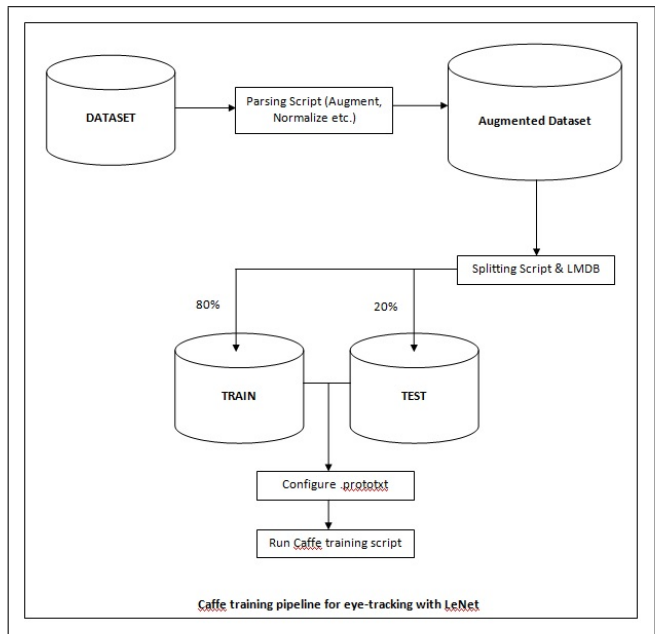 DATASET
Parsing Script (Augment,
Normalize etc.)
Augmented Dataset
Splitting Script & LMDB
80%
20%
TRAIN
TEST
Configure .prototxt
Run Caffe training script
Caffe training pipeline for eye-tracking with LeNet